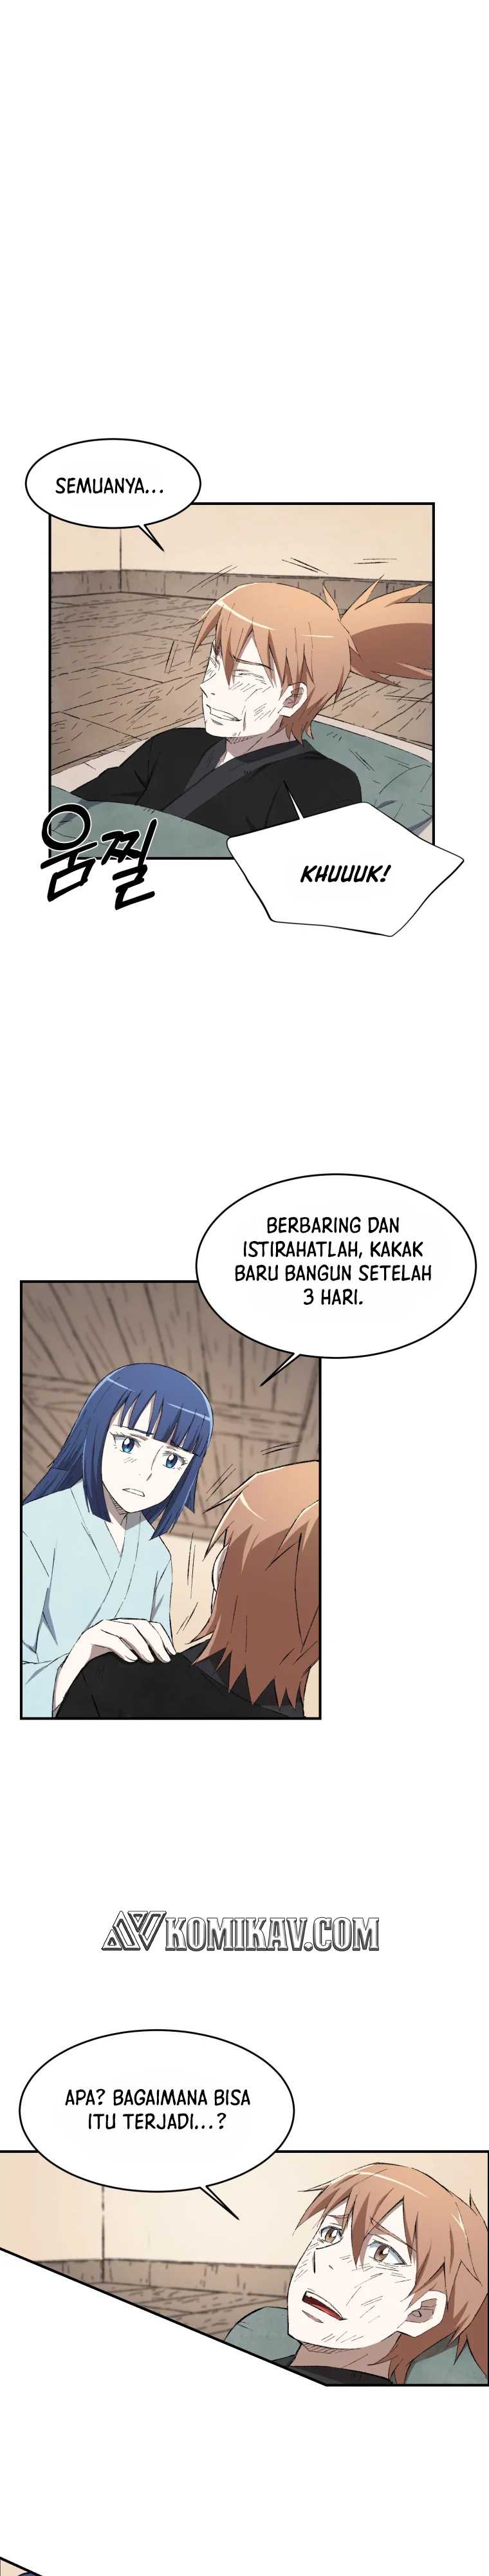 SEMUANYA...
움찔
KHUUUK!
BERBARING DAN
ISTIRAHATLAH, KAKAK
BARU BANGUN SETELAH
3 HARI.
KOMIKAV.COM
APA? BAGAIMANA BISA
ITU TERJADI...?